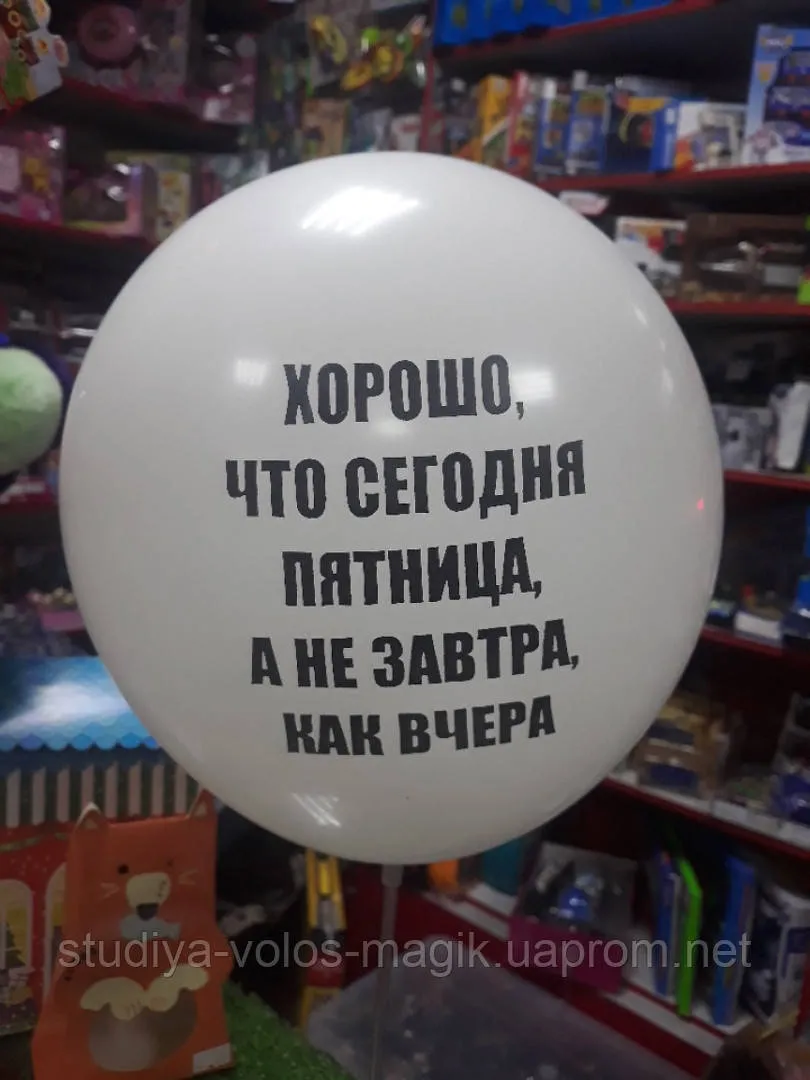 ХОРОШО,
ЧТО СЕГОДНЯ
ПЯТНИЦА,
А НЕ ЗАВТРА,
КАК ВЧЕРА
studiya-volos-magik.uaprom.net